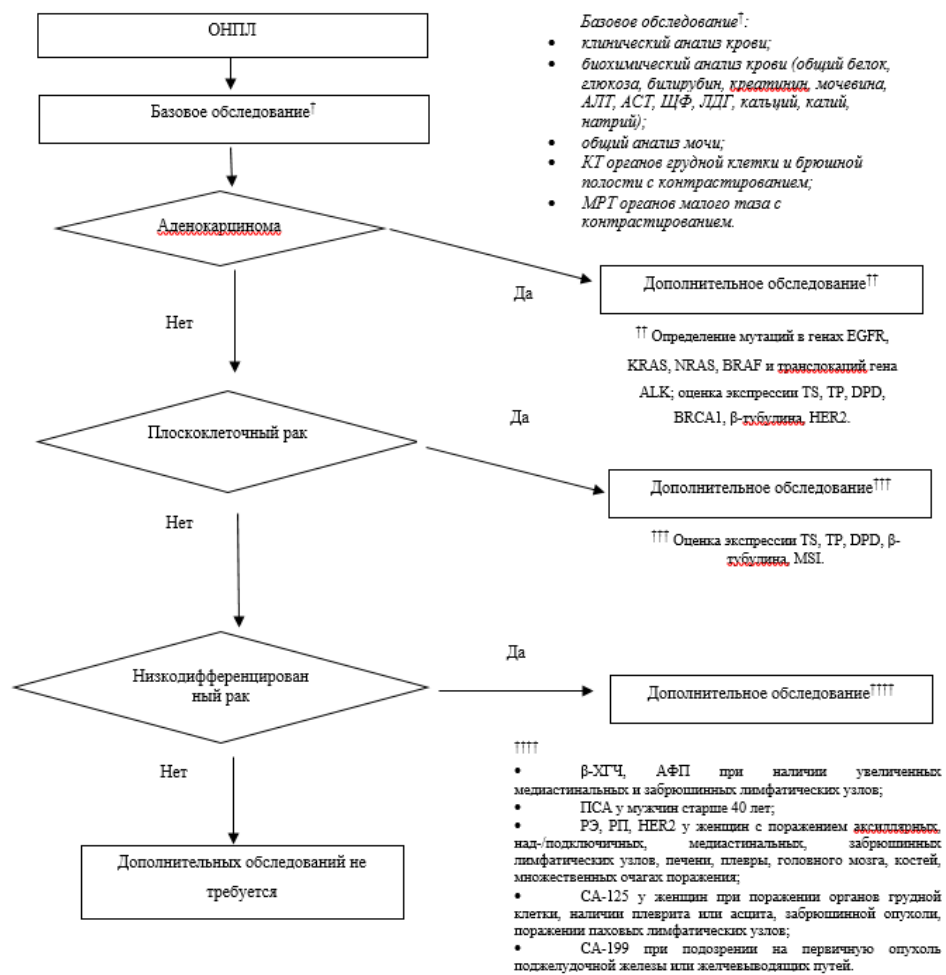 ОНПЛ
Базовое обследование†
Базовое обследование†:
• клинический анализ крови;
• биохимический анализ крови (общий белок,
глюкоза, билирубин, креатинин, мочевина,
АЛТ, АСТ, ЩФ, ЛДГ, кальций, калий,
натрий);
• общий анализ мочи;
• КТ органов грудной клетки и брюшной
полости с контрастированием;
• МРТ органов малого таза с
контрастированием.
Аденокарцинома
Да
Нет
Дополнительное обследование††
†† Определение мутаций в генах EGFR,
KRAS, NRAS, BRAF и транслокаций гена
ALK; оценка экспрессии TS, TP, DPD,
BRCA1, β-тубулина, HER2.
Плоскоклеточный рак
Да
Нет
Дополнительное обследование†††
††† Оценка экспрессии TS, TP, DPD, β-
тубулина, MSI.
Низкодифференцирован
ный рак
Да
Нет
Дополнительное обследование††††
††††
• β-ХГЧ, АФП при наличии увеличенных
медиастинальных и забрюшинных лимфатических узлов;
• ПСА у мужчин старше 40 лет;
• РЭ, РП, HER2 у женщин с поражением аксиллярных,
над-/подключичных, медиастинальных, забрюшинных
лимфатических узлов, печени, плевры, головного мозга, костей,
множественных очагах поражения;
• СА-125 у женщин при поражении органов грудной
клетки, наличии плеврита или асцита, забрюшинной опухоли,
поражении паховых лимфатических узлов;
• СА-199 при подозрении на первичную опухоль
поджелудочной железы или желчевыводящих путей.
Дополнительных обследований не
требуется